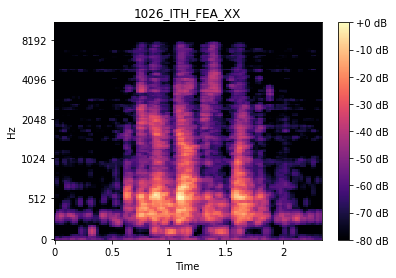 1026_ITH_FEA_XX
Hz
8192
4096
2048
1024
512
0
0
0.5
1
1.5
2
Time
+0 dB
-10 dB
-20 dB
-30 dB
-40 dB
-50 dB
-60 dB
-70 dB
-80 dB